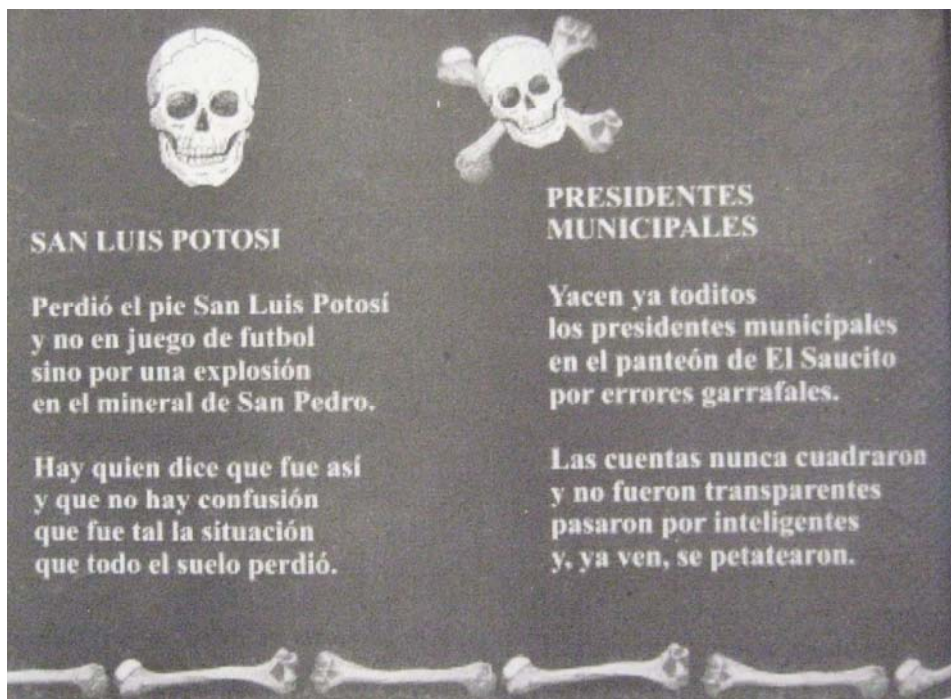 SAN LUIS POTOSI
Perdió el pie San Luis Potosí
y no en juego de futbol
sino por una explosión
en el mineral de San Pedro.
Hay quien dice que fue así
y que no hay confusión
que fue tal la situación
que todo el suelo perdió.
PRESIDENTES
MUNICIPALES
Yacen ya toditos
los presidentes municipales
en el panteón de El Saucito
por errores garrafales.
Las cuentas nunca cuadraron
y no fueron transparentes
pasaron por inteligentes
y, ya ven, se petatearon.